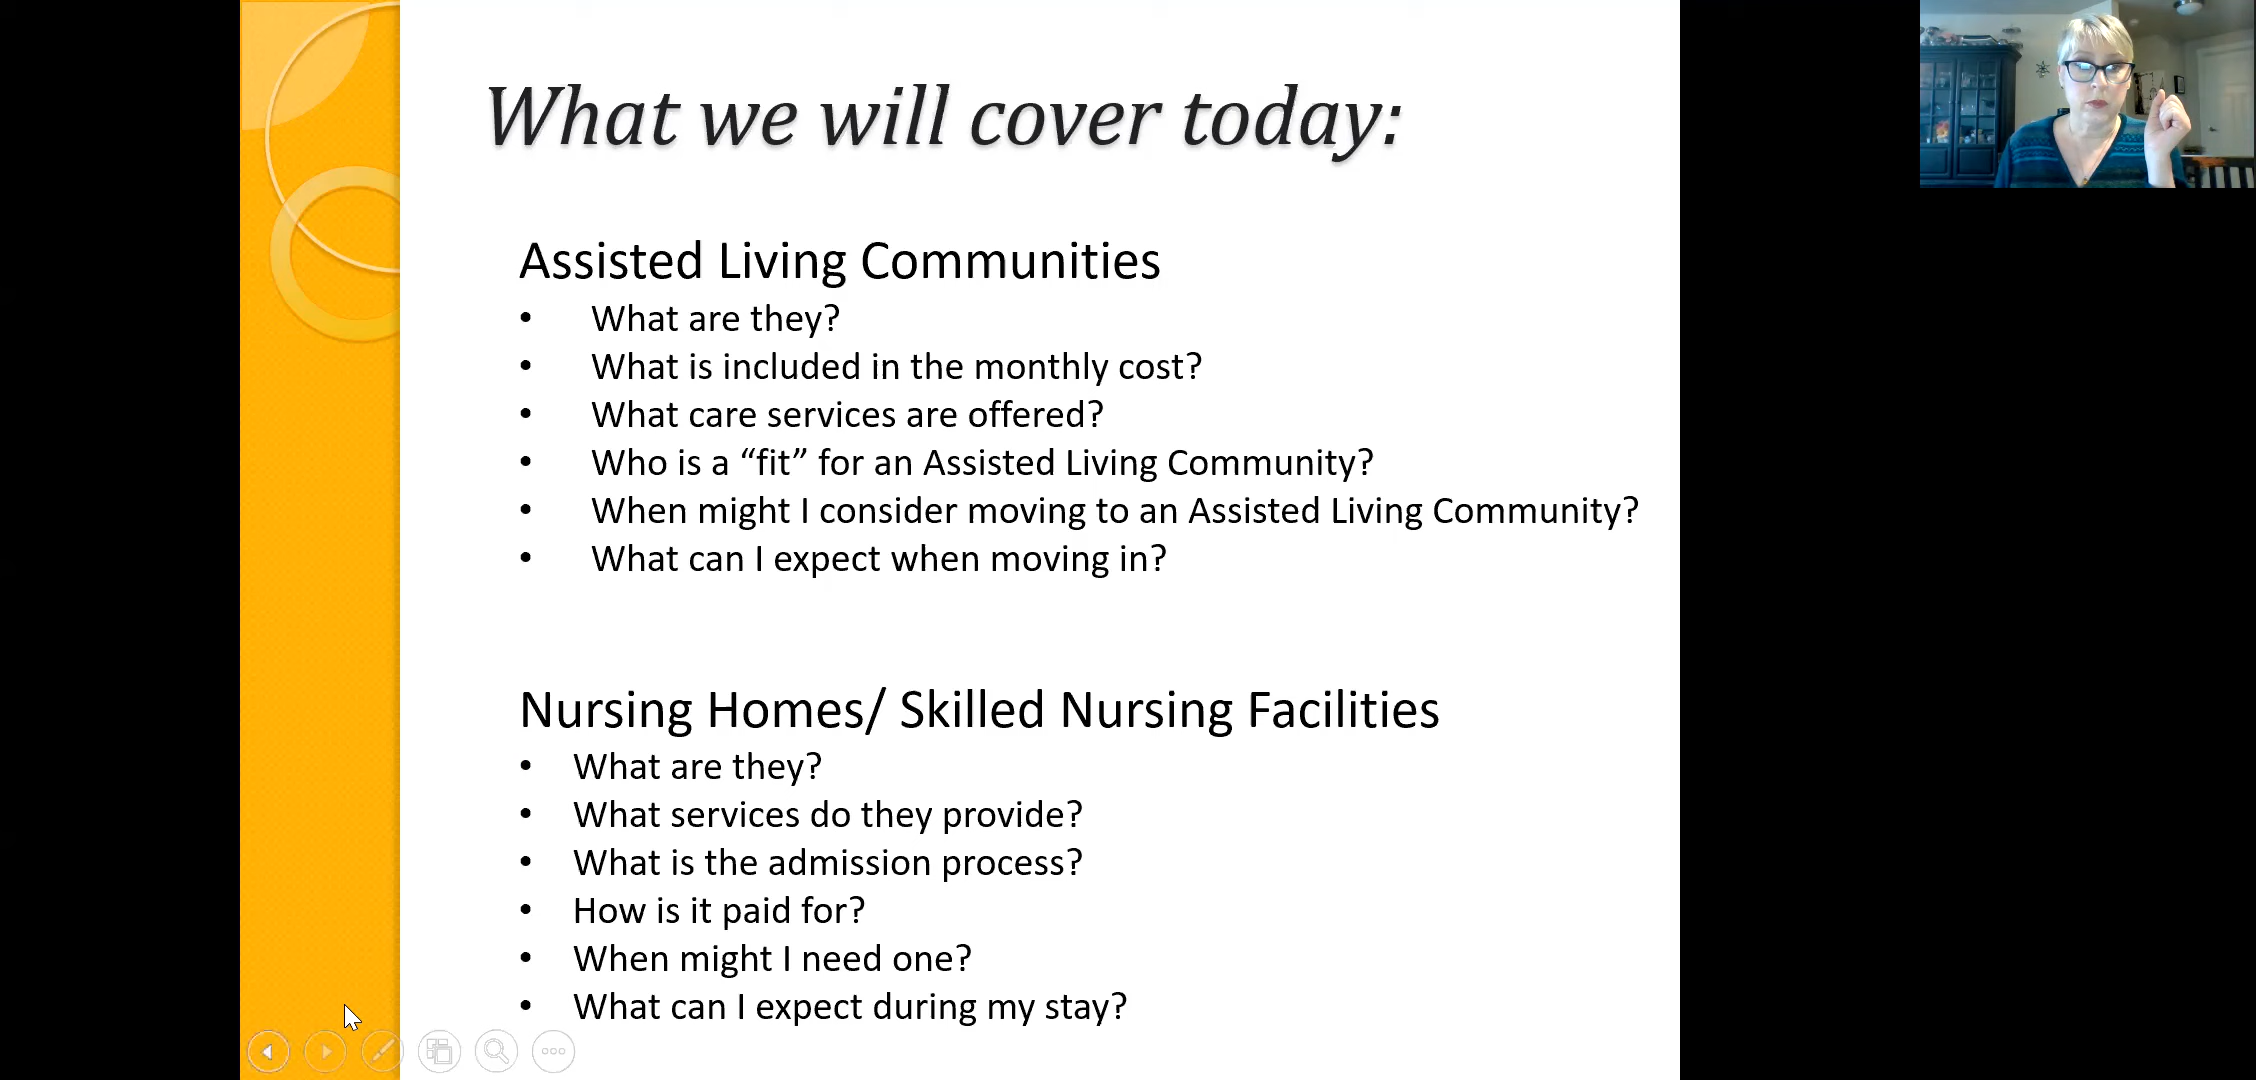 What we will cover today:
Assisted Living Communities
• What are they?
• What is included in the monthly cost?
• What care services are offered?
• Who is a “fit” for an Assisted Living Community?
• When might I consider moving to an Assisted Living Community?
• What can I expect when moving in?
Nursing Homes/ Skilled Nursing Facilities
• What are they?
• What services do they provide?
• What is the admission process?
• How is it paid for?
• When might I need one?
• What can I expect during my stay?